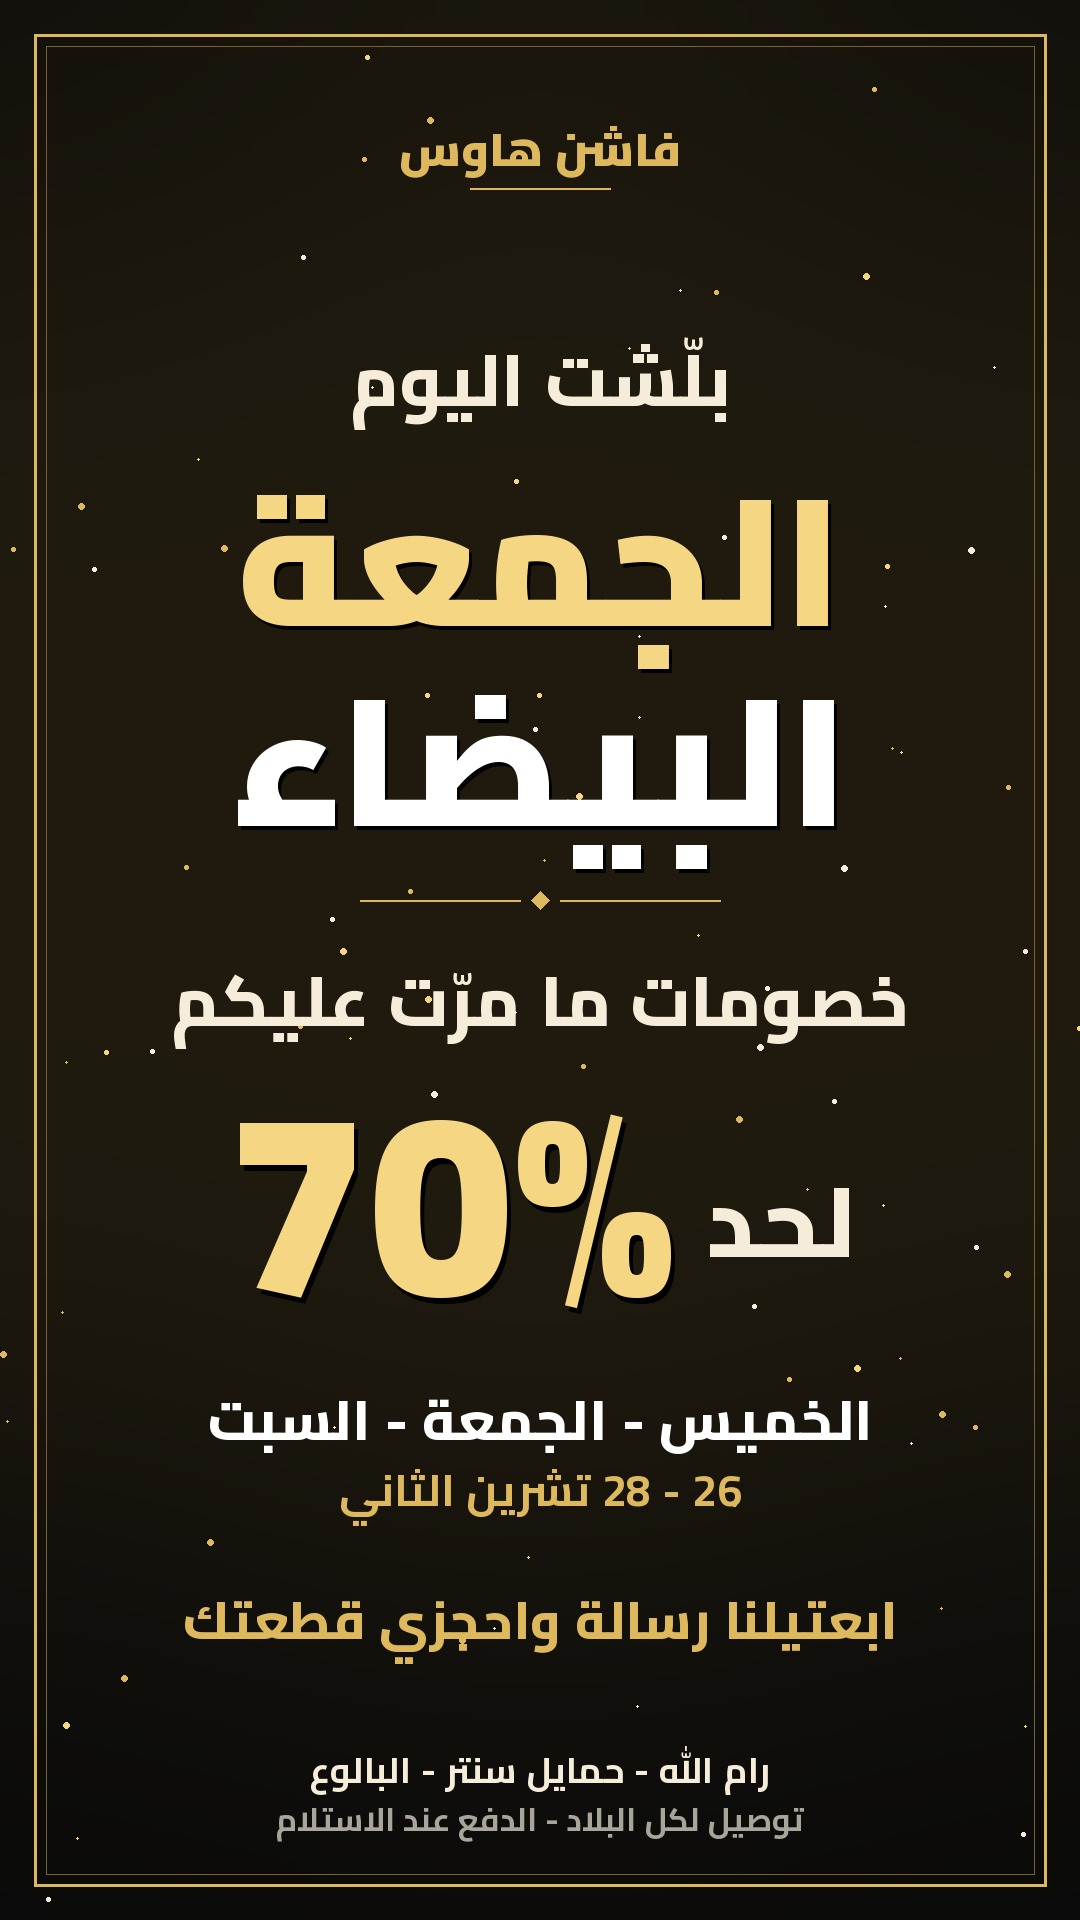 فاشن هاوس
بلّشت اليوم
الجمعة
البيضاء
خصومات ما مرّت عليكم
لحد 70%
الخميس - الجمعة - السبت
26 - 28 تشرين الثاني
ابعتيلنا رسالة واحجزي قطعتك
رام الله - حمايل سنتر - البالوع
توصيل لكل البلاد - الدفع عند الاستلام